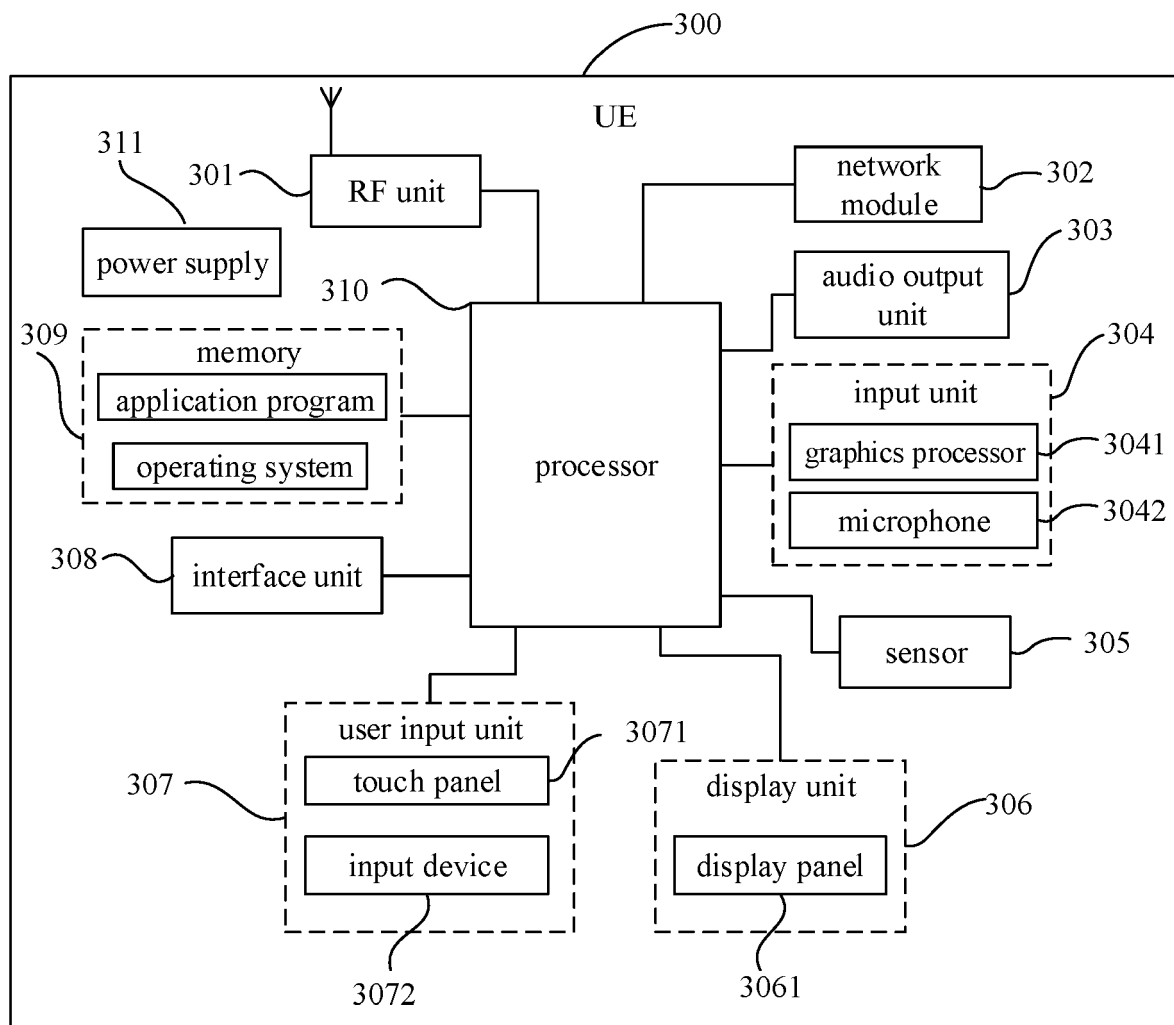 300
UE
311
301
RF unit
network
module
302
power supply
303
audio output
unit
310
309
memory
application program
operating system
304
input unit
graphics processor
3041
microphone
3042
processor
308
interface unit
sensor
305
user input unit
3071
touch panel
307
input device
3072
display unit
306
display panel
3061